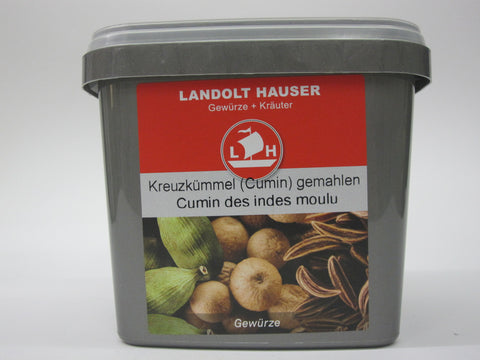 LANDOLT HAUSER
Gewürze + Kräuter
L H
Kreuzkümmel (Cumin) gemahlen
Cumin des indes moulu
Gewürze